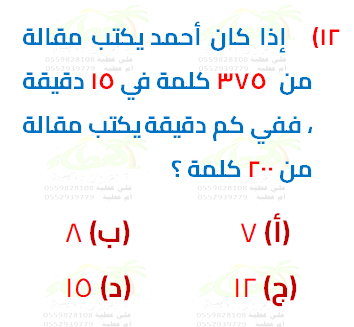 ١٢) إذا كان أحمد يكتب مقالة
من ٣٧٥ كلمة في ١٥ دقيقة
، ففي كم دقيقة يكتب مقالة
من ٢٠٠ كلمة ؟
(أ) ٧ (ب) ٨
(ج) ١٢ (د) ١٥